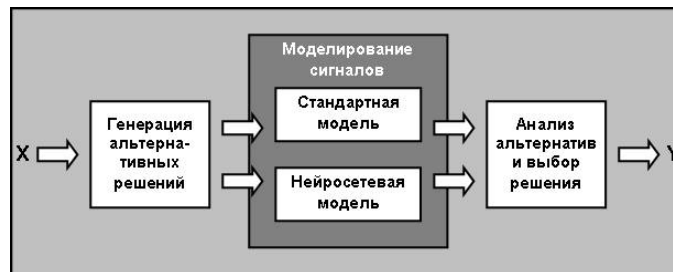 Моделирование
сигналов
X
Генерация
альтерна-
тивных
решений
Стандартная
модель
Нейросетевая
модель
Анализ
альтернатив
и выбор
решения
Y